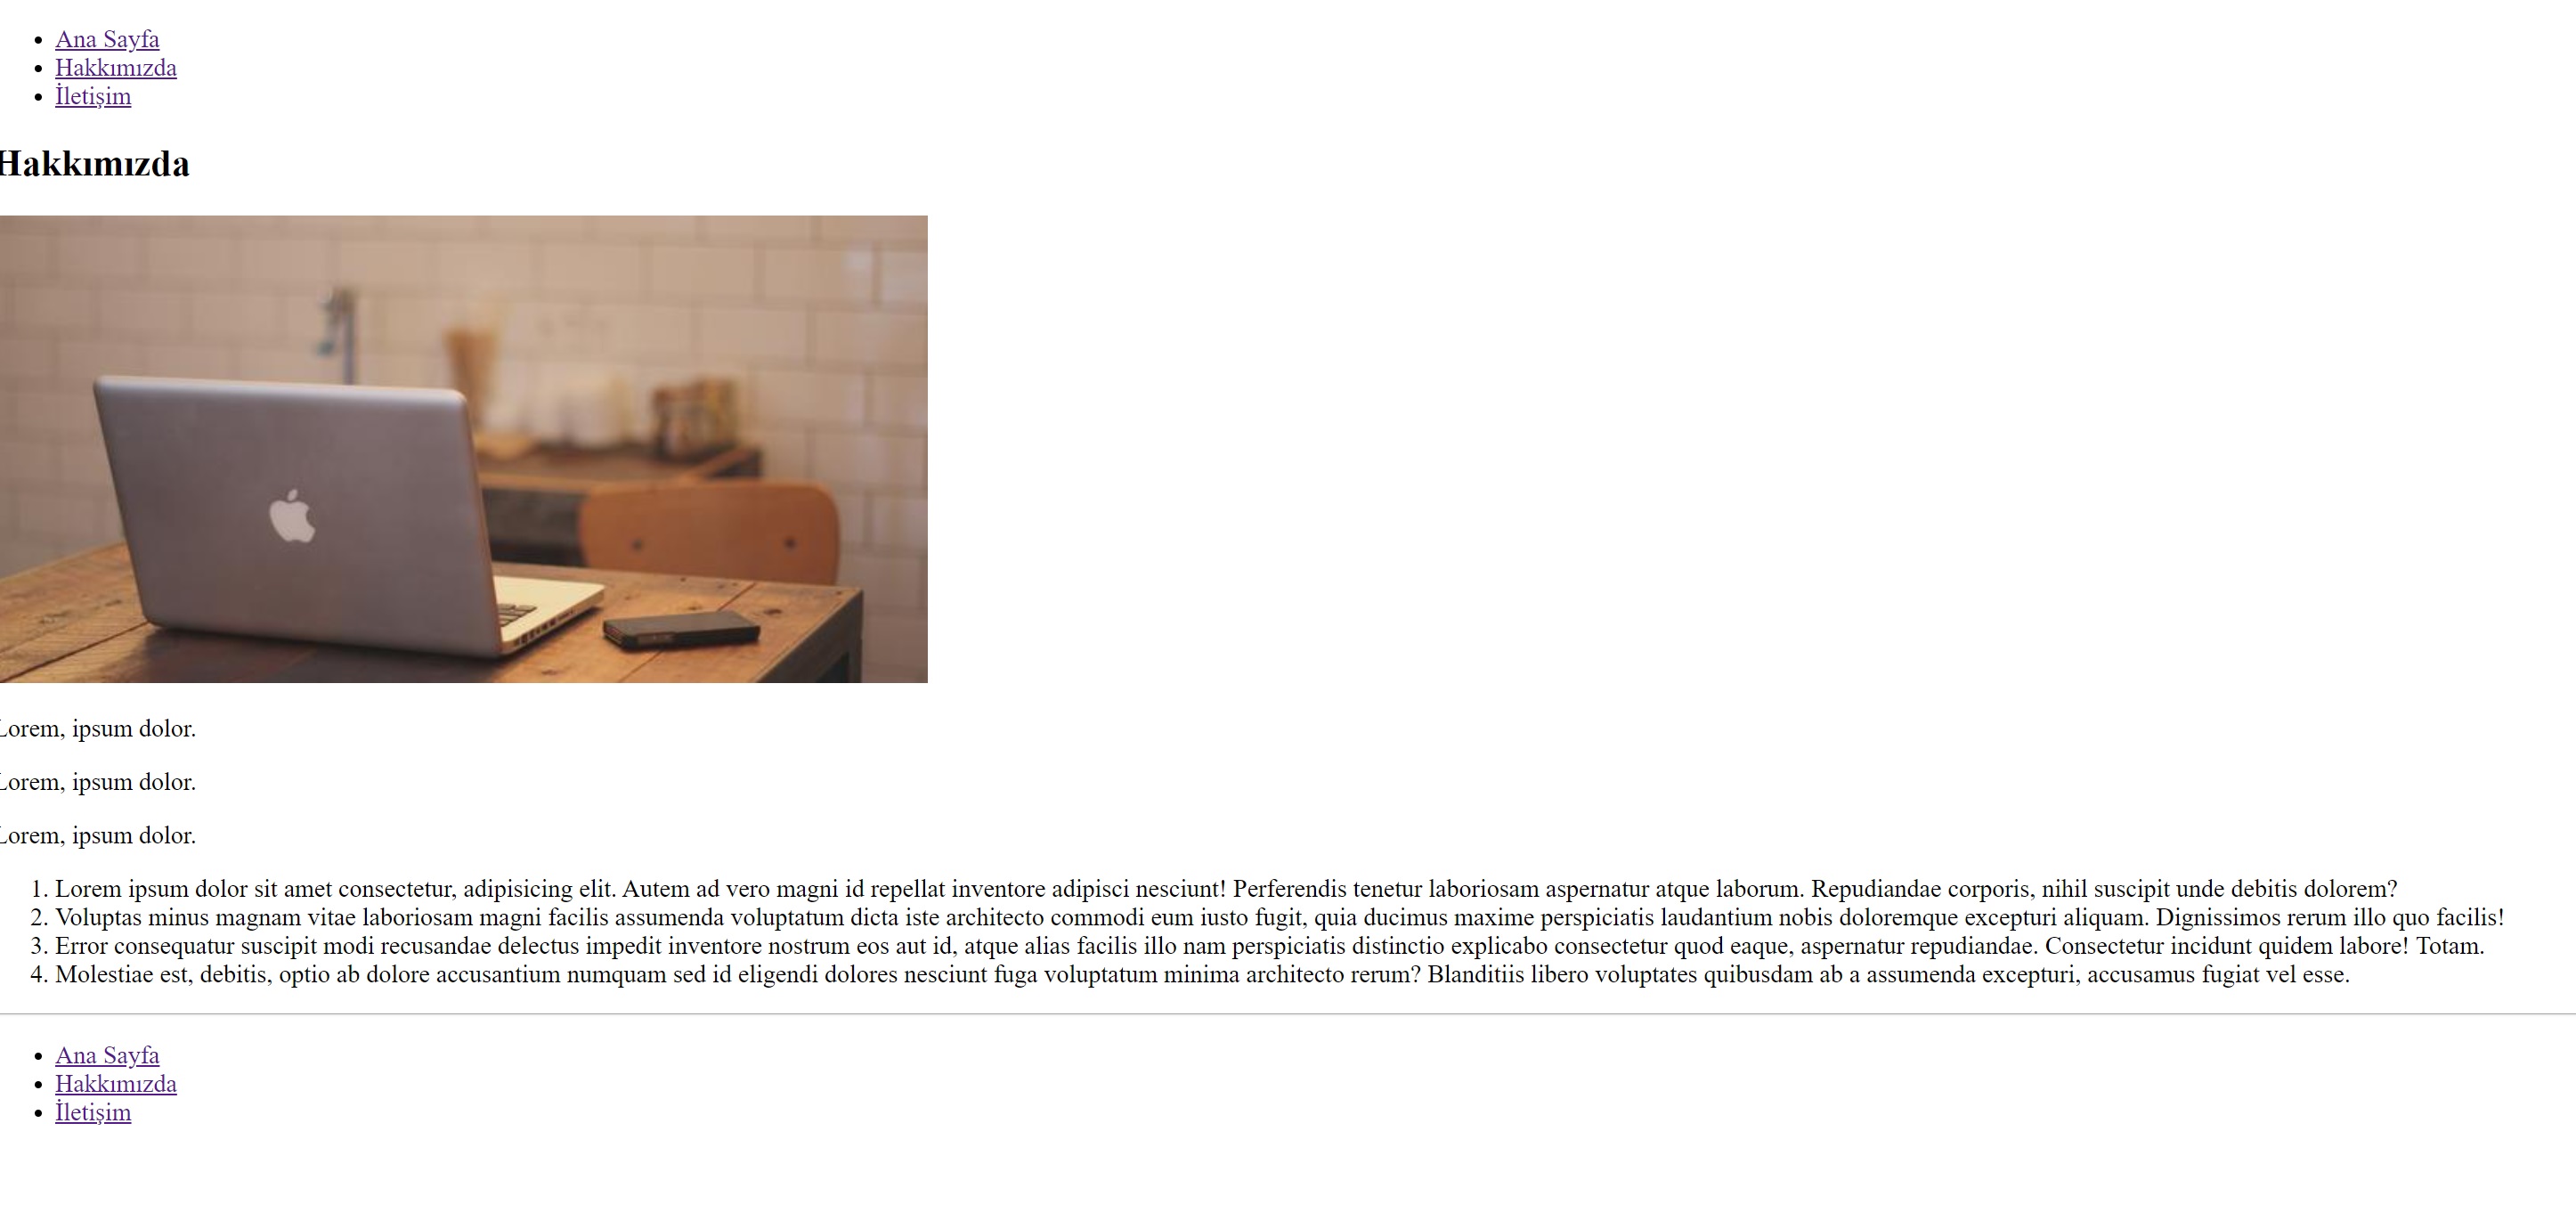 Ana Sayfa
Hakkımızda
İletişim
Hakkımızda
Lorem, ipsum dolor.
Lorem, ipsum dolor.
Lorem, ipsum dolor.
1. Lorem ipsum dolor sit amet consectetur, adipisicing elit. Autem ad vero magni id repellat inventore adipisci nesciunt! Perferendis tenetur laboriosam aspernatur atque laborum. Repudiandae corporis, nihil suscipit unde debitis dolorem?
2. Voluptas minus magnam vitae laboriosam magni facilis assumenda voluptatum dicta iste architecto commodi eum iusto fugit, quia ducimus maxime perspiciatis laudantium nobis doloremque excepturi aliquam. Dignissimos rerum illo quo facilis!
3. Error consequatur suscipit modi recusandae delectus impedit inventore nostrum eos aut id, atque alias facilis illo nam perspiciatis distinctio explicabo consectetur quod eaque, aspernatur repudiandae. Consectetur incidunt quidem labore! Totam.
4. Molestiae est, debitis, optio ab dolore accusantium numquam sed id eligendi dolores nesciunt fuga voluptatum minima architecto rerum? Blanditiis libero voluptates quibusdam ab a assumenda excepturi, accusamus fugiat vel esse.
Ana Sayfa
Hakkımızda
İletişim